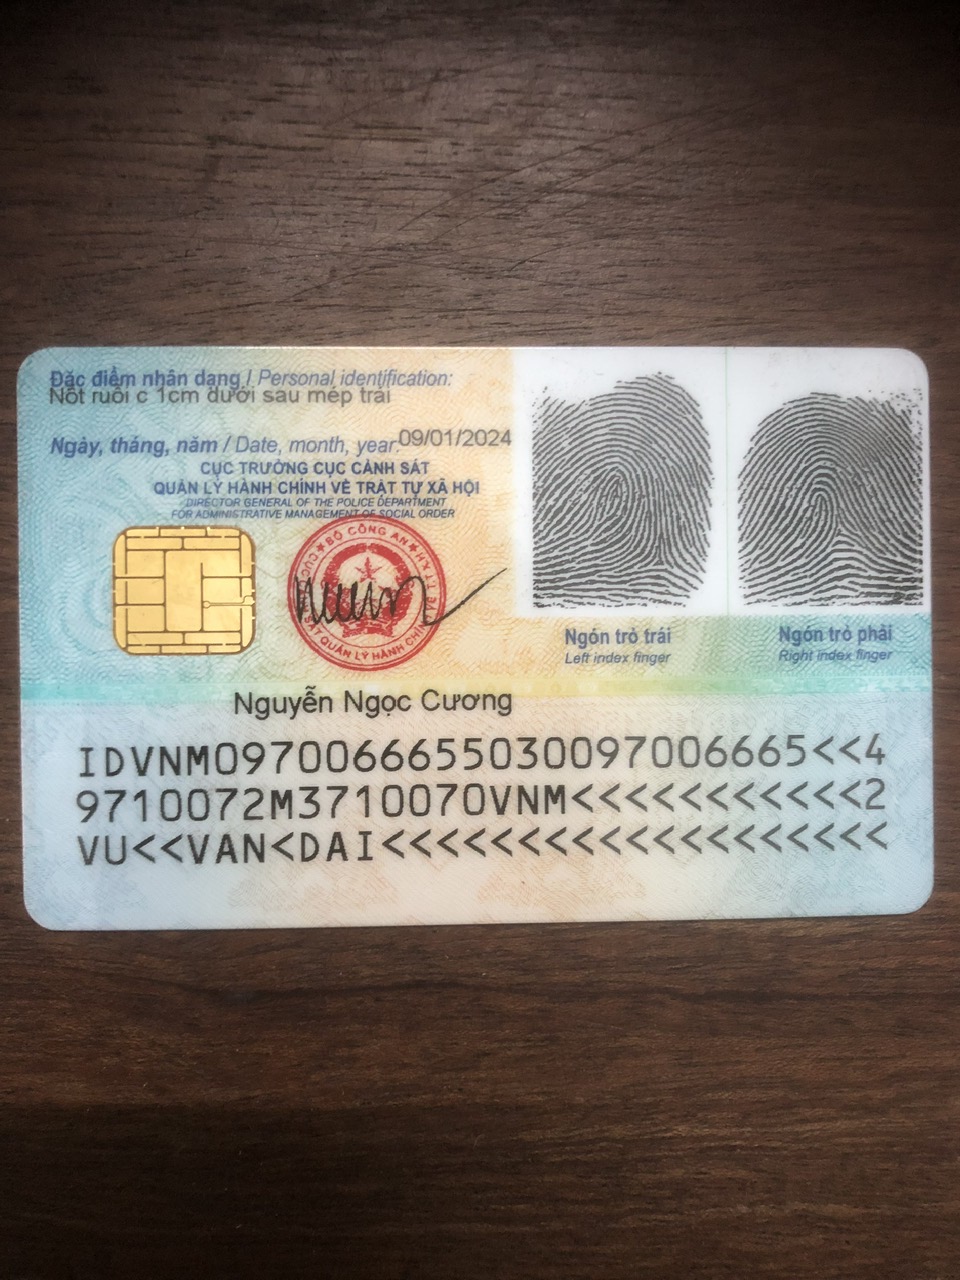 Đặc điểm nhân dạng / Personal identification:
Nốt ruồi c 1cm dưới sau mép trái
Ngày, tháng, năm / Date, month, year: 09/01/2024
CỤC TRƯỞNG CỤC CẢNH SÁT
QUẢN LÝ HÀNH CHÍNH VỀ TRẬT TỰ XÃ HỘI
DIRECTOR GENERAL OF THE POLICE DEPARTMENT
FOR ADMINISTRATIVE MANAGEMENT OF SOCIAL ORDER
BỘ CÔNG AN
QUẢN LÝ HÀNH CHÍNH
Ngón trỏ trái
Left index finger
Ngón trỏ phải
Right index finger
Nguyễn Ngọc Cương
IDVNM0970066655030097006665<<4
9710072M3710070VNM<<<<<<<<<<<2
VU<<VAN<DAI<<<<<<<<<<<<<<<<<<<